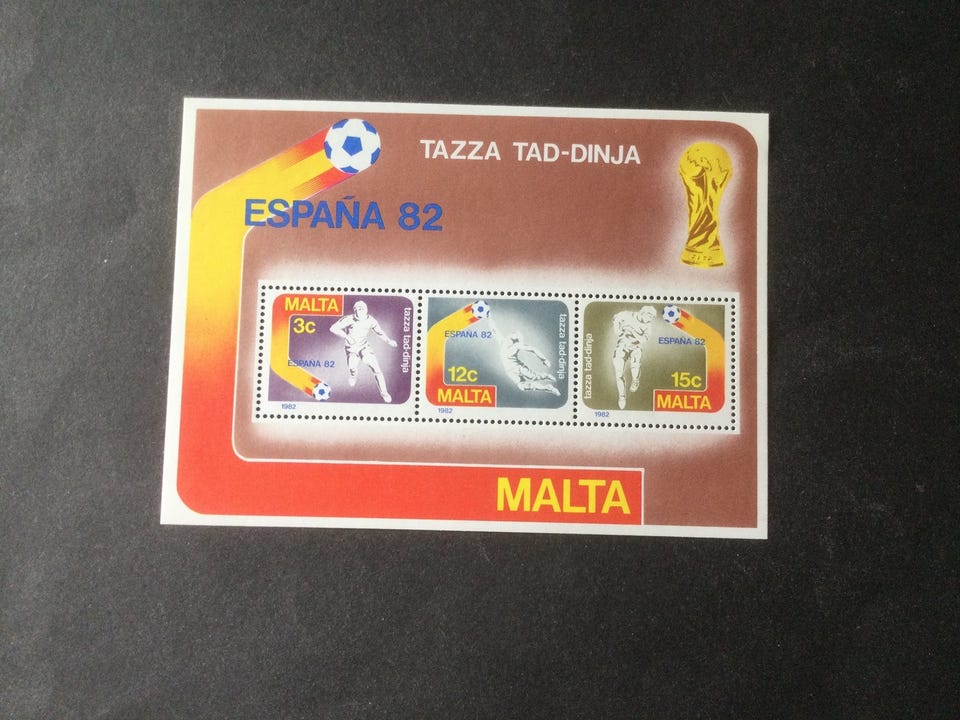 TAZZA TAD-DINJA
ESPAÑA 82
MALTA
3c
ESPAÑA 82
tazza tad-dinja
1982
ESPAÑA 82
tazza tad-dinja
12c
MALTA
1982
tazza tad-dinja
ESPAÑA 82
15c
MALTA
1982
MALTA